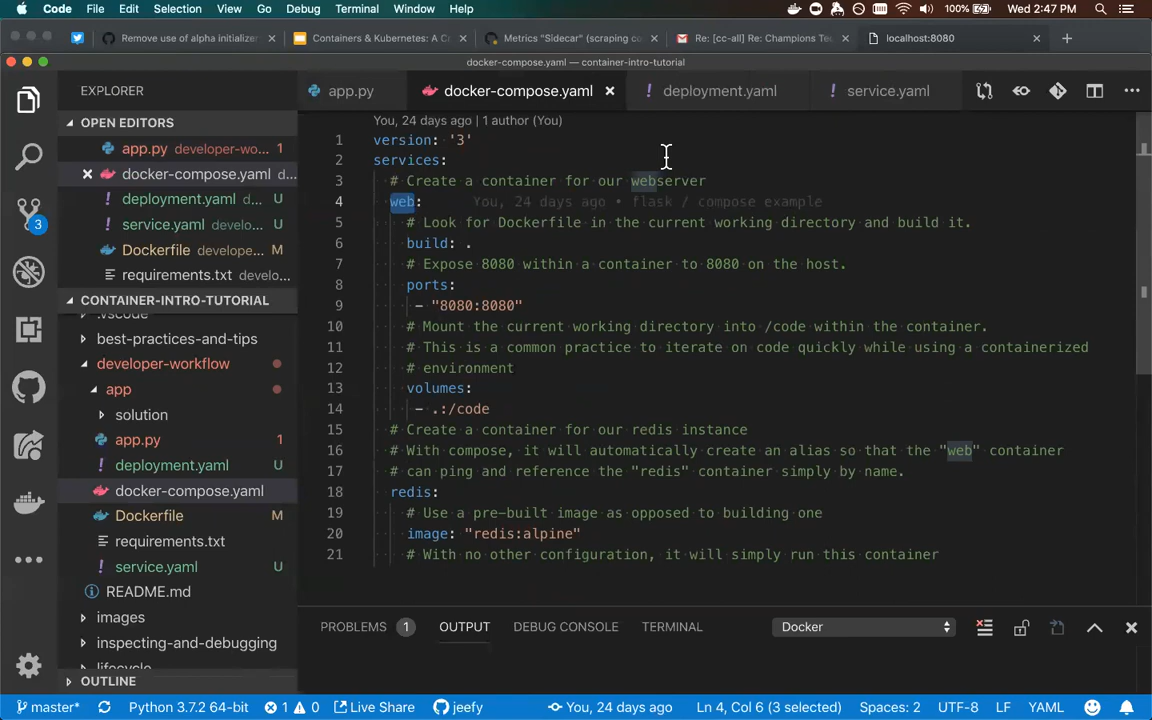 Code File Edit Selection View Go Debug Terminal Window Help 100% Wed 2:47 PM
Remove use of alpha initialize × Containers & Kubernetes: A C × Metrics "Sidecar" (scraping co × Re: [cc-all] Re: Champions Te × localhost:8080 × +
docker-compose.yaml — container-intro-tutorial
EXPLORER
OPEN EDITORS
app.py developer-wo... 1
docker-compose.yaml d...
deployment.yaml d... U
service.yaml develo... U
Dockerfile develope... M
requirements.txt develo...
CONTAINER-INTRO-TUTORIAL
.vscode
best-practices-and-tips
developer-workflow
app
solution
app.py 1
deployment.yaml U
docker-compose.yaml
Dockerfile M
requirements.txt
service.yaml U
README.md
images
inspecting-and-debugging
lifecycle
OUTLINE
3
app.py docker-compose.yaml × deployment.yaml service.yaml
You, 24 days ago | 1 author (You)
1 version: '3'
2 services:
3 # Create a container for our webserver
4 web: You, 24 days ago • flask / compose example
5 # Look for Dockerfile in the current working directory and build it.
6 build: .
7 # Expose 8080 within a container to 8080 on the host.
8 ports:
9 - "8080:8080"
10 # Mount the current working directory into /code within the container.
11 # This is a common practice to iterate on code quickly while using a containerized
12 # environment
13 volumes:
14 - .:/code
15 # Create a container for our redis instance
16 # With compose, it will automatically create an alias so that the "web" container
17 # can ping and reference the "redis" container simply by name.
18 redis:
19 # Use a pre-built image as opposed to building one
20 image: "redis:alpine"
21 # With no other configuration, it will simply run this container
PROBLEMS 1 OUTPUT DEBUG CONSOLE TERMINAL Docker
master* Python 3.7.2 64-bit 1 0 Live Share jeefy You, 24 days ago Ln 4, Col 6 (3 selected) Spaces: 2 UTF-8 LF YAML